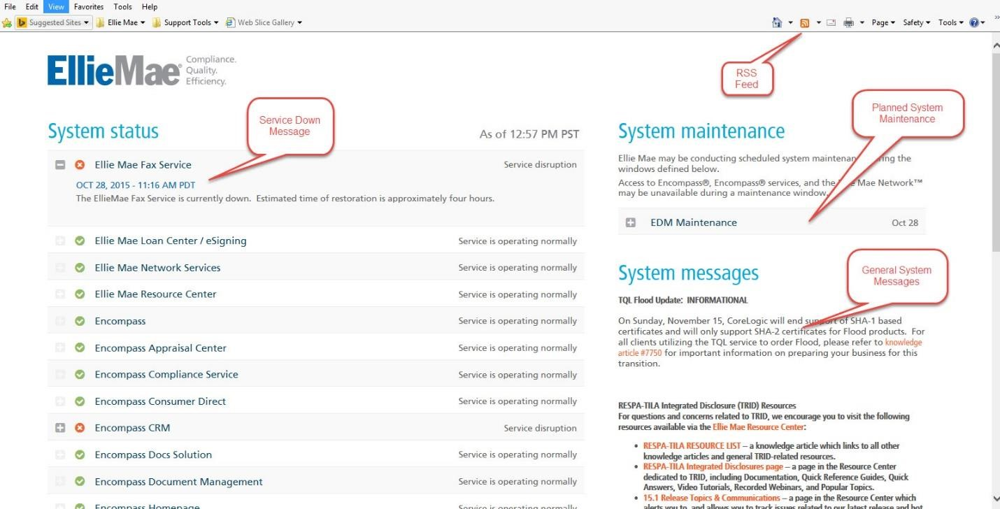 File Edit View Favorites Tools Help
Suggested Sites Ellie Mae Support Tools Web Slice Gallery Page Safety Tools
EllieMae® Compliance.
Quality.
Efficiency.
RSS
Feed
Service Down
Message
Planned System
Maintenance
System status As of 12:57 PM PST
Ellie Mae Fax Service Service disruption
OCT 28, 2015 - 11:16 AM PDT
The EllieMae Fax Service is currently down. Estimated time of restoration is approximately four hours.
Ellie Mae Loan Center / eSigning Service is operating normally
Ellie Mae Network Services Service is operating normally
Ellie Mae Resource Center Service is operating normally
Encompass Service is operating normally
Encompass Appraisal Center Service is operating normally
Encompass Compliance Service Service is operating normally
Encompass Consumer Direct Service is operating normally
Encompass CRM Service disruption
Encompass Docs Solution Service is operating normally
Encompass Document Management Service is operating normally
Encompass Homepage Service is operating normally
System maintenance
Ellie Mae may be conducting scheduled system maintenan ing the
windows defined below.
Access to Encompass®, Encompass® services, and the Mae Network™
may be unavailable during a maintenance window.
EDM Maintenance Oct 28
System messages
General System
Messages
TQL Flood Update: INFORMATIONAL
On Sunday, November 15, CoreLogic will end support of SHA-1 based
certificates and will only support SHA-2 certificates for Flood products. For
all clients utilizing the TQL service to order Flood, please refer to knowledge
article #7750 for important information on preparing your business for this
transition.
RESPA-TILA Integrated Disclosure (TRID) Resources
For questions and concerns related to TRID, we encourage you to visit the following
resources available via the Ellie Mae Resource Center:
• RESPA-TILA RESOURCE LIST – a knowledge article which links to all other
knowledge articles and general TRID-related resources.
• RESPA-TILA Integrated Disclosures page – a page in the Resource Center
dedicated to TRID, including Documentation, Quick Reference Guides, Quick
Answers, Video Tutorials, Recorded Webinars, and Popular Topics.
• 15.1 Release Topics & Communications – a page in the Resource Center which
alerts you to, and allows you to track issues related to our latest release and hot